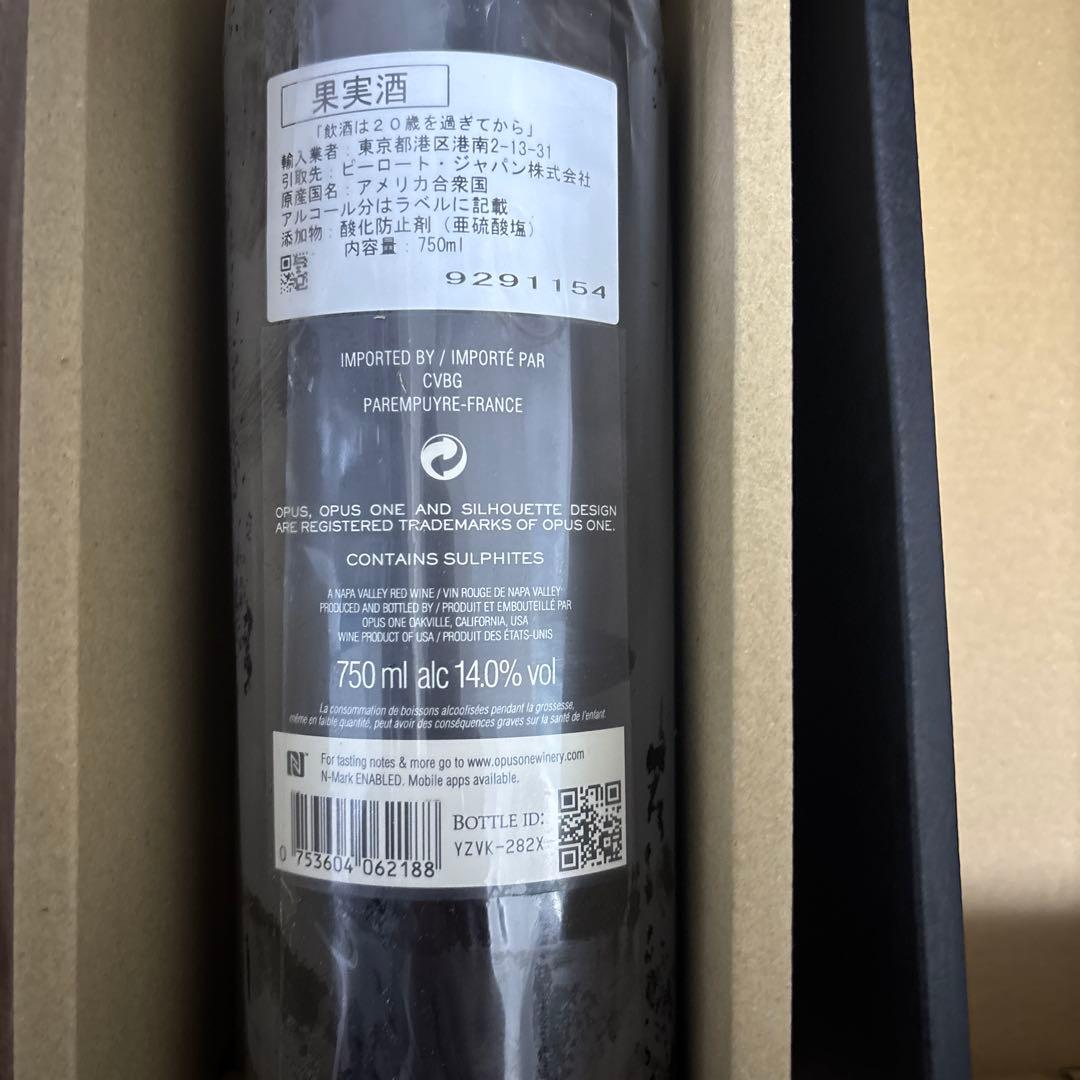 果実酒
「飲酒は20歳を過ぎてから」
輸入業者：東京都港区港南2-13-31
引取先：ピーロート・ジャパン株式会社
原産国名：アメリカ合衆国
アルコール分はラベルに記載
添加物：酸化防止剤（亜硫酸塩）
内容量：750ml
9291154
IMPORTED BY / IMPORTÉ PAR
CVBG
PAREMPUYRE-FRANCE
OPUS, OPUS ONE AND SILHOUETTE DESIGN
ARE REGISTERED TRADEMARKS OF OPUS ONE.
CONTAINS SULPHITES
A NAPA VALLEY RED WINE / VIN ROUGE DE NAPA VALLEY
PRODUCED AND BOTTLED BY / PRODUIT ET EMBOUTEILLÉ PAR
OPUS ONE OAKVILLE, CALIFORNIA, USA
WINE PRODUCT OF USA / PRODUIT DES ÉTATS-UNIS
750 ml alc 14.0% vol
La consommation de boissons alcoolisées pendant la grossesse,
même en faible quantité, peut avoir des conséquences graves sur la santé de l'enfant.
N™ For tasting notes & more go to www.opusonewinery.com
N-Mark ENABLED. Mobile apps available.
BOTTLE ID:
YZVK-282X
0 753604 062188